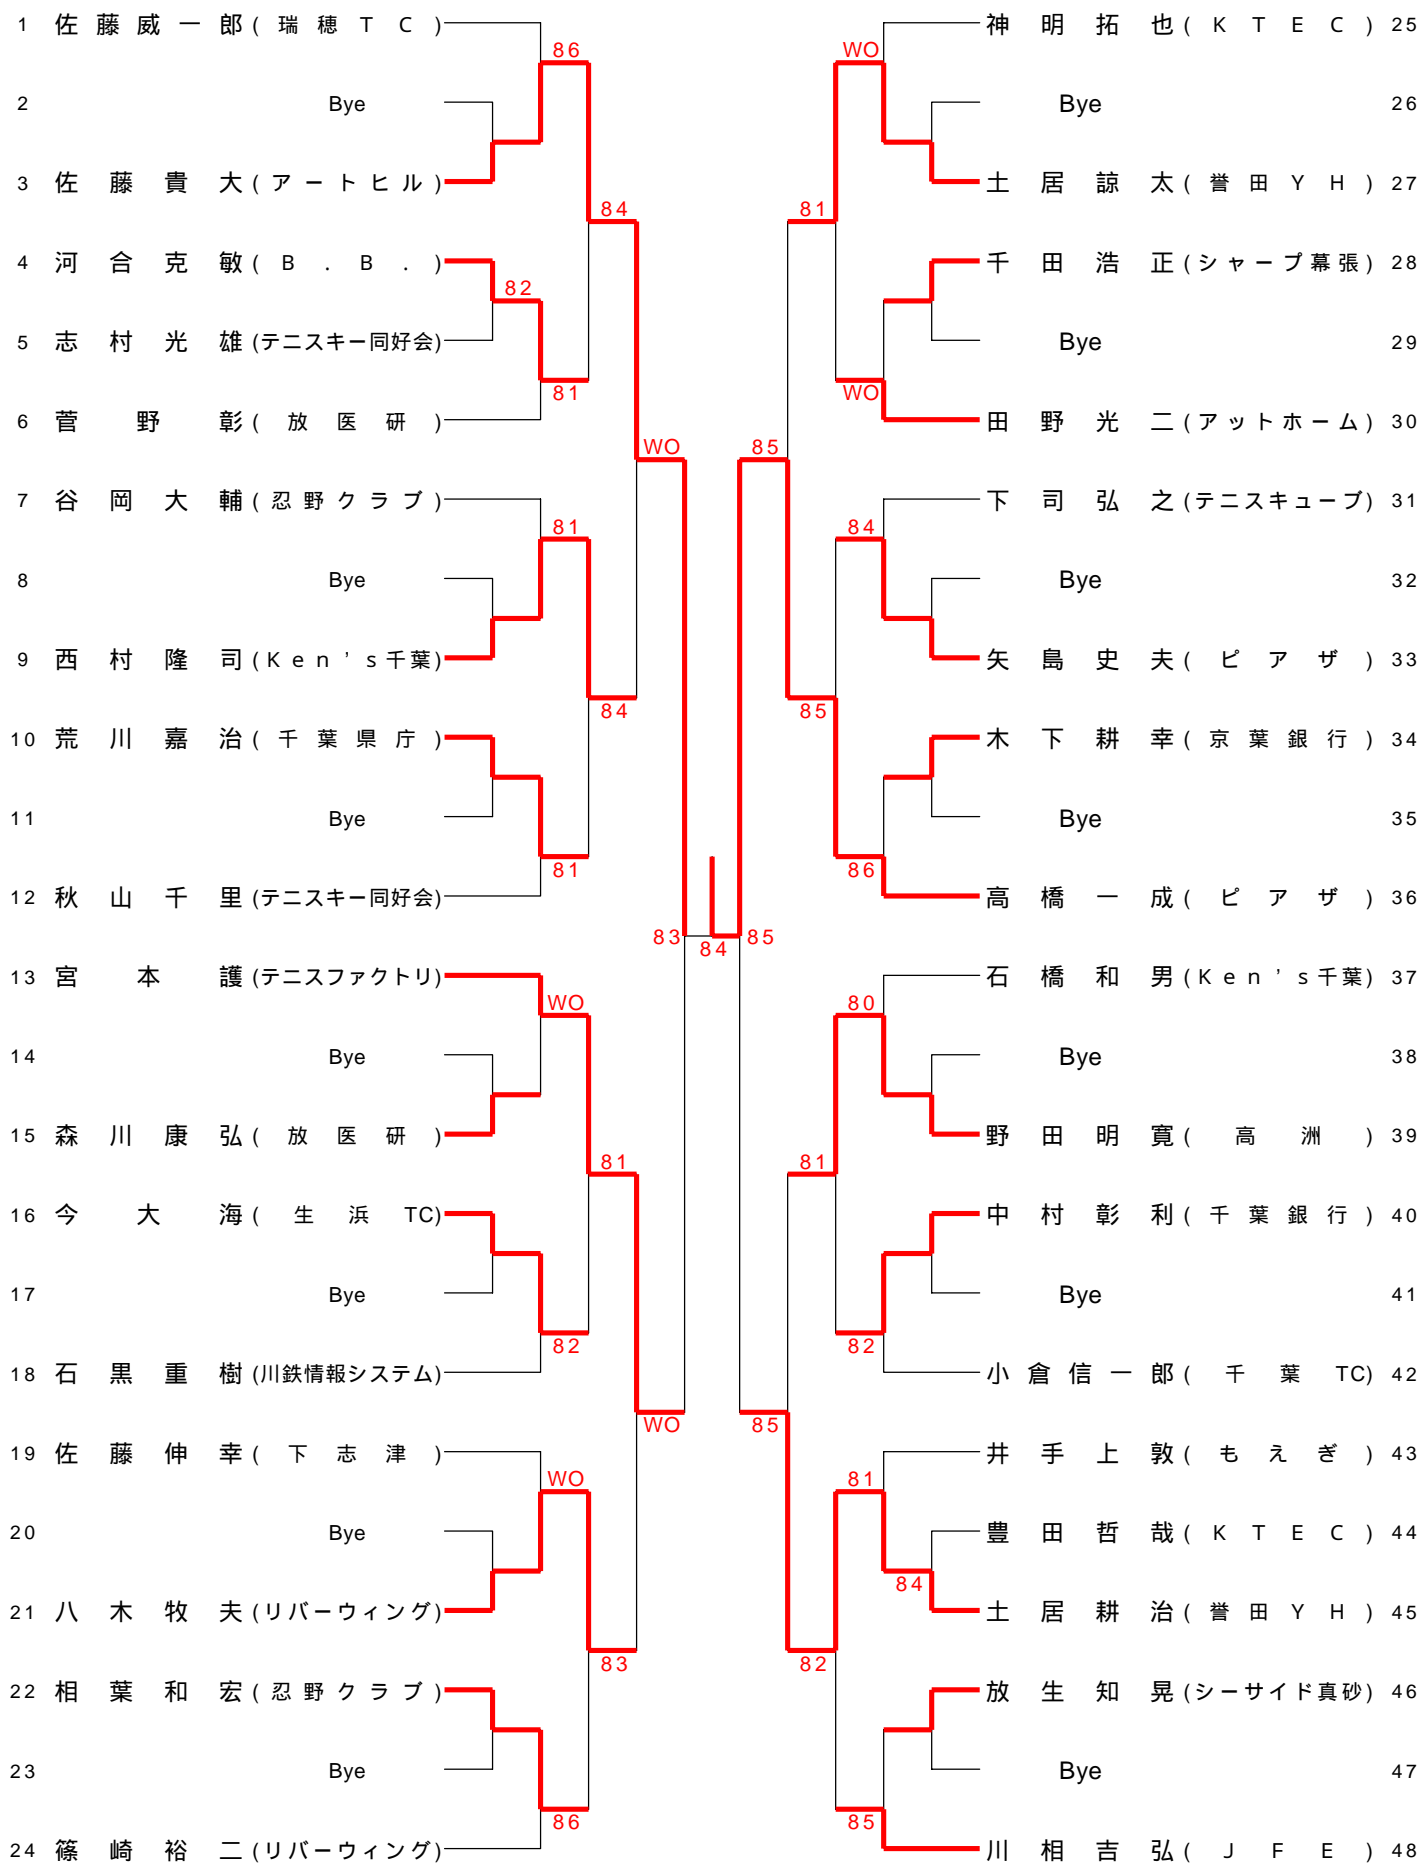 1 佐藤威一郎(瑞穂TC)
86
2 Bye
3 佐藤貴大(アートヒル)
84
4 河合克敏(B.B.)
82
5 志村光雄(テニスキー同好会)
81
6 菅野彰(放医研)
WO
7 谷岡大輔(忍野クラブ)
81
8 Bye
9 西村隆司(Ken's千葉)
84
10 荒川嘉治(千葉県庁)
11 Bye
81
12 秋山千里(テニスキー同好会)
83
13 宮本護(テニスファクトリ)
WO
14 Bye
15 森川康弘(放医研)
81
16 今大海(生浜TC)
17 Bye
82
18 石黒重樹(川鉄情報システム)
WO
19 佐藤伸幸(下志津)
WO
20 Bye
21 八木牧夫(リバーウィング)
83
22 相葉和宏(忍野クラブ)
23 Bye
86
24 篠崎裕二(リバーウィング)
84
神明拓也(KTEC) 25
WO
Bye 26
土居諒太(誉田YH) 27
81
千田浩正(シャープ幕張) 28
Bye 29
WO
田野光二(アットホーム) 30
85
下司弘之(テニスキューブ) 31
84
Bye 32
矢島史夫(ピアザ) 33
85
木下耕幸(京葉銀行) 34
Bye 35
86
高橋一成(ピアザ) 36
85
石橋和男(Ken's千葉) 37
80
Bye 38
野田明寛(高洲) 39
81
中村彰利(千葉銀行) 40
Bye 41
82
小倉信一郎(千葉TC) 42
85
井手上敦(もえぎ) 43
81
豊田哲哉(KTEC) 44
84
土居耕治(誉田YH) 45
82
放生知晃(シーサイド真砂) 46
Bye 47
85
川相吉弘(JFE) 48